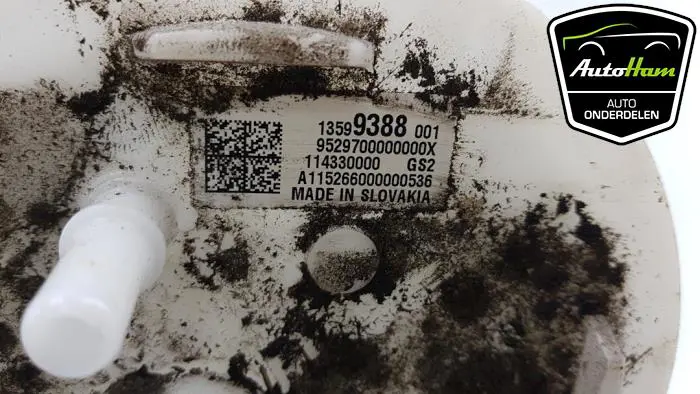 AutoHam
AUTO
ONDERDELEN
13599388 001
9529700000000X
114330000 GS2
A115266000000536
MADE IN SLOVAKIA